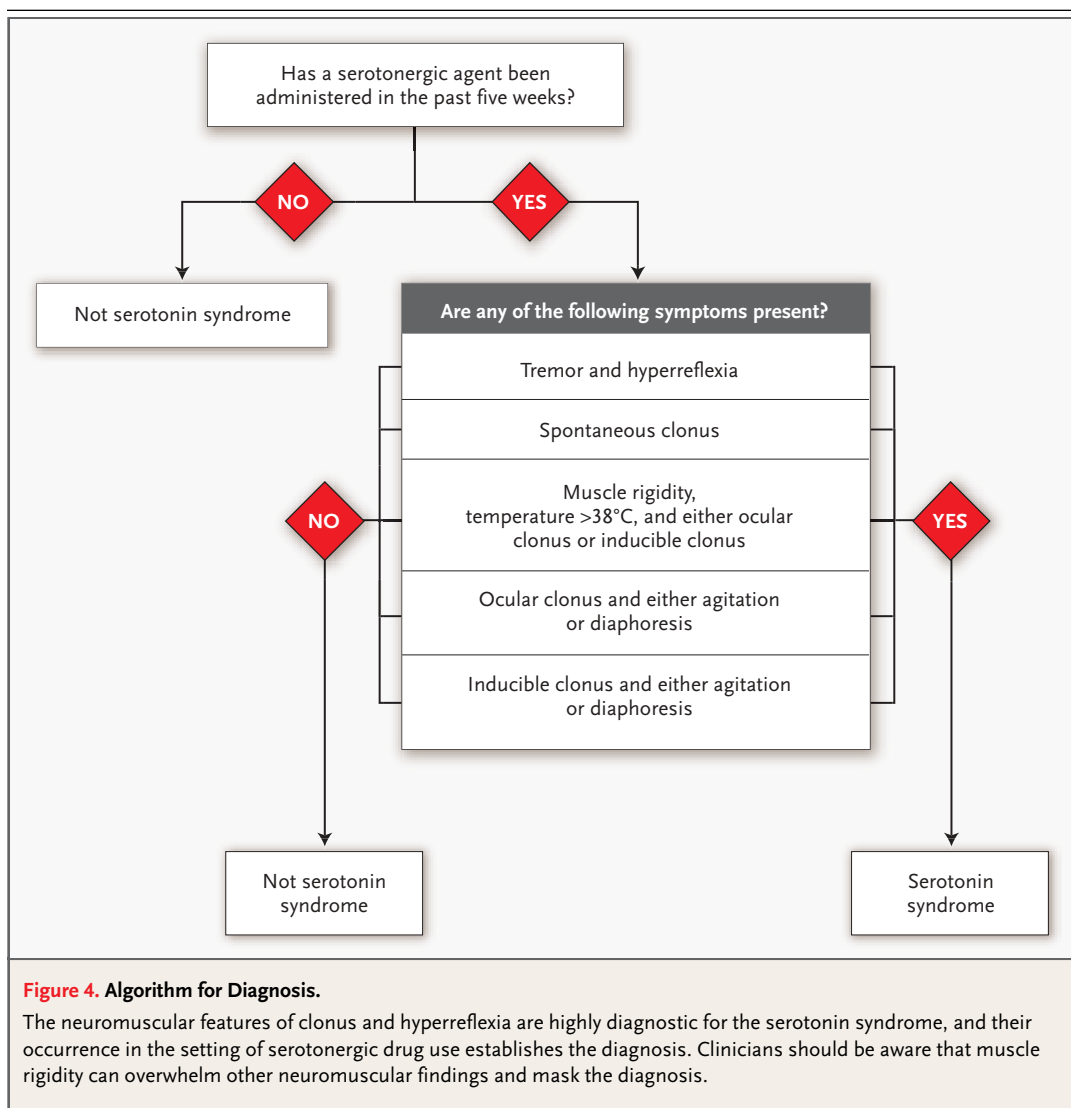 Has a serotonergic agent been
administered in the past five weeks?
NO
YES
Not serotonin syndrome
Are any of the following symptoms present?
Tremor and hyperreflexia
Spontaneous clonus
Muscle rigidity,
temperature >38°C, and either ocular
clonus or inducible clonus
NO
YES
Ocular clonus and either agitation
or diaphoresis
Inducible clonus and either agitation
or diaphoresis
Not serotonin
syndrome
Serotonin
syndrome
Figure 4. Algorithm for Diagnosis.
The neuromuscular features of clonus and hyperreflexia are highly diagnostic for the serotonin syndrome, and their
occurrence in the setting of serotonergic drug use establishes the diagnosis. Clinicians should be aware that muscle
rigidity can overwhelm other neuromuscular findings and mask the diagnosis.